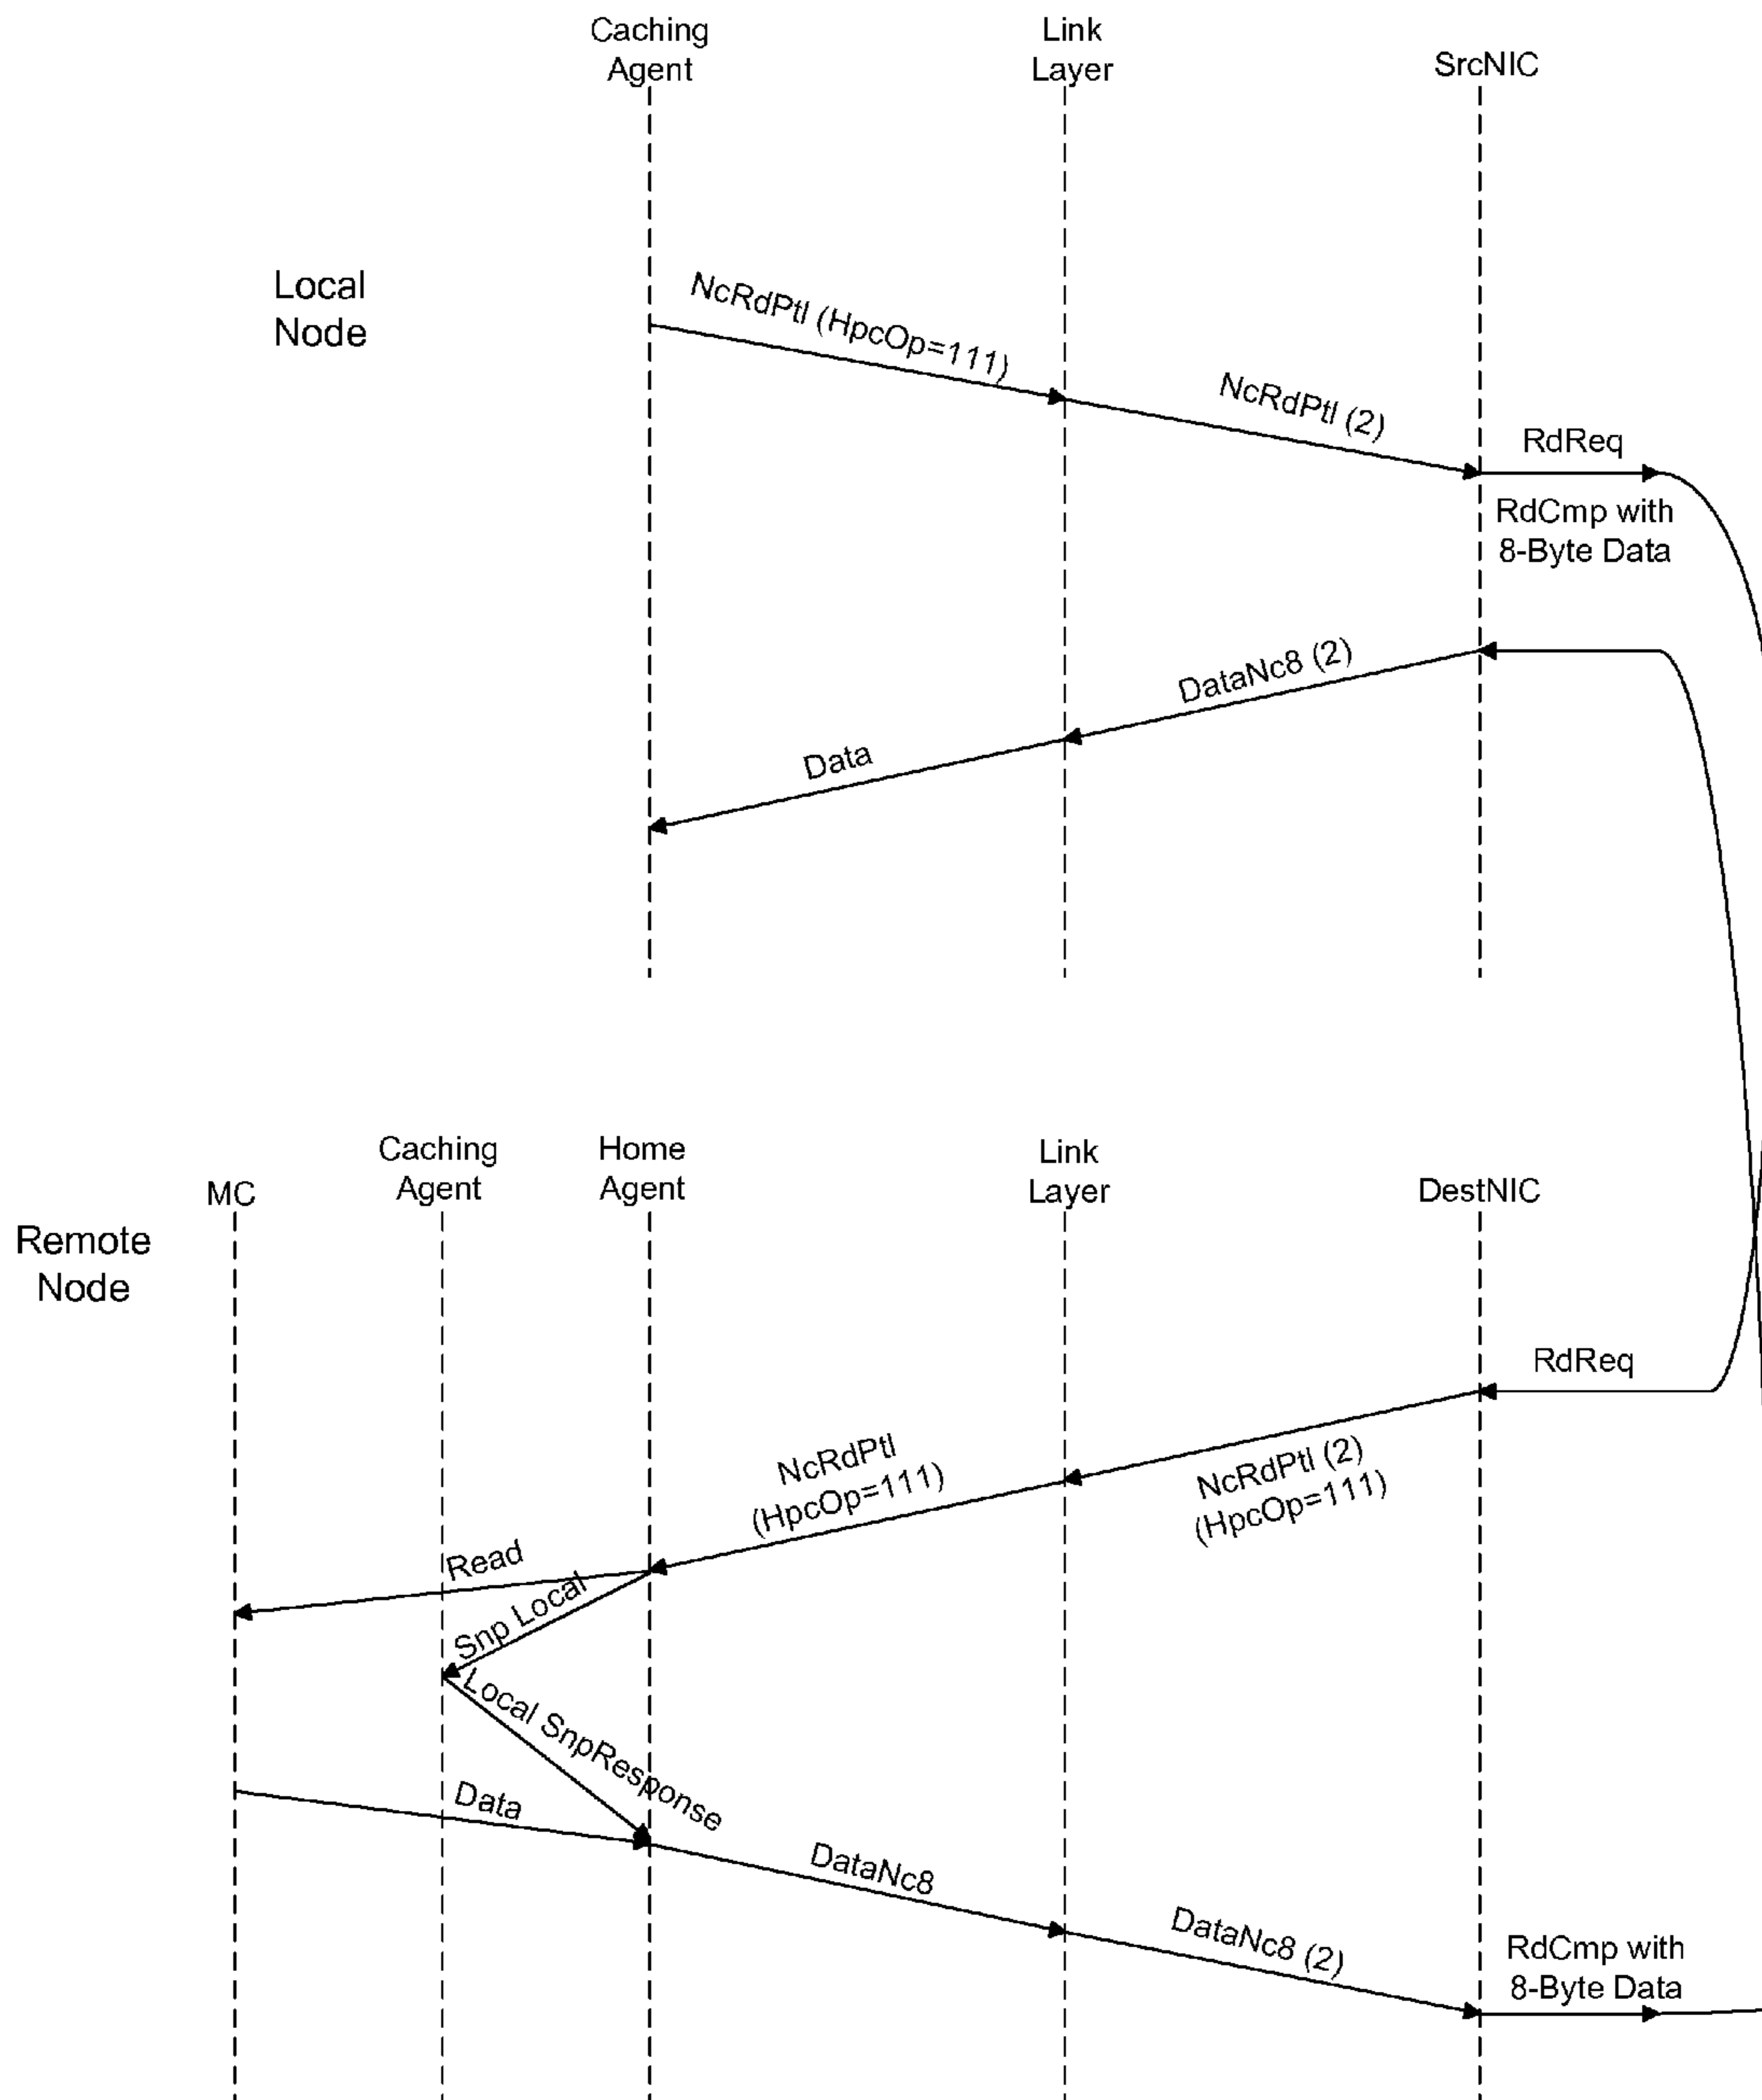 Caching
Agent
Link
Layer
SrcNIC
Local
Node
NcRdPtl (HpcOp=111)
NcRdPtl (2)
RdReq
RdCmp with
8-Byte Data
DataNc8 (2)
Data
Caching
Agent
Home
Agent
Link
Layer
MC
DestNIC
Remote
Node
RdReq
NcRdPtl
(HpcOp=111)
NcRdPtl (2)
(HpcOp=111)
Read
Snp Local
Local SnpResponse
Data
DataNc8
DataNc8 (2)
RdCmp with
8-Byte Data